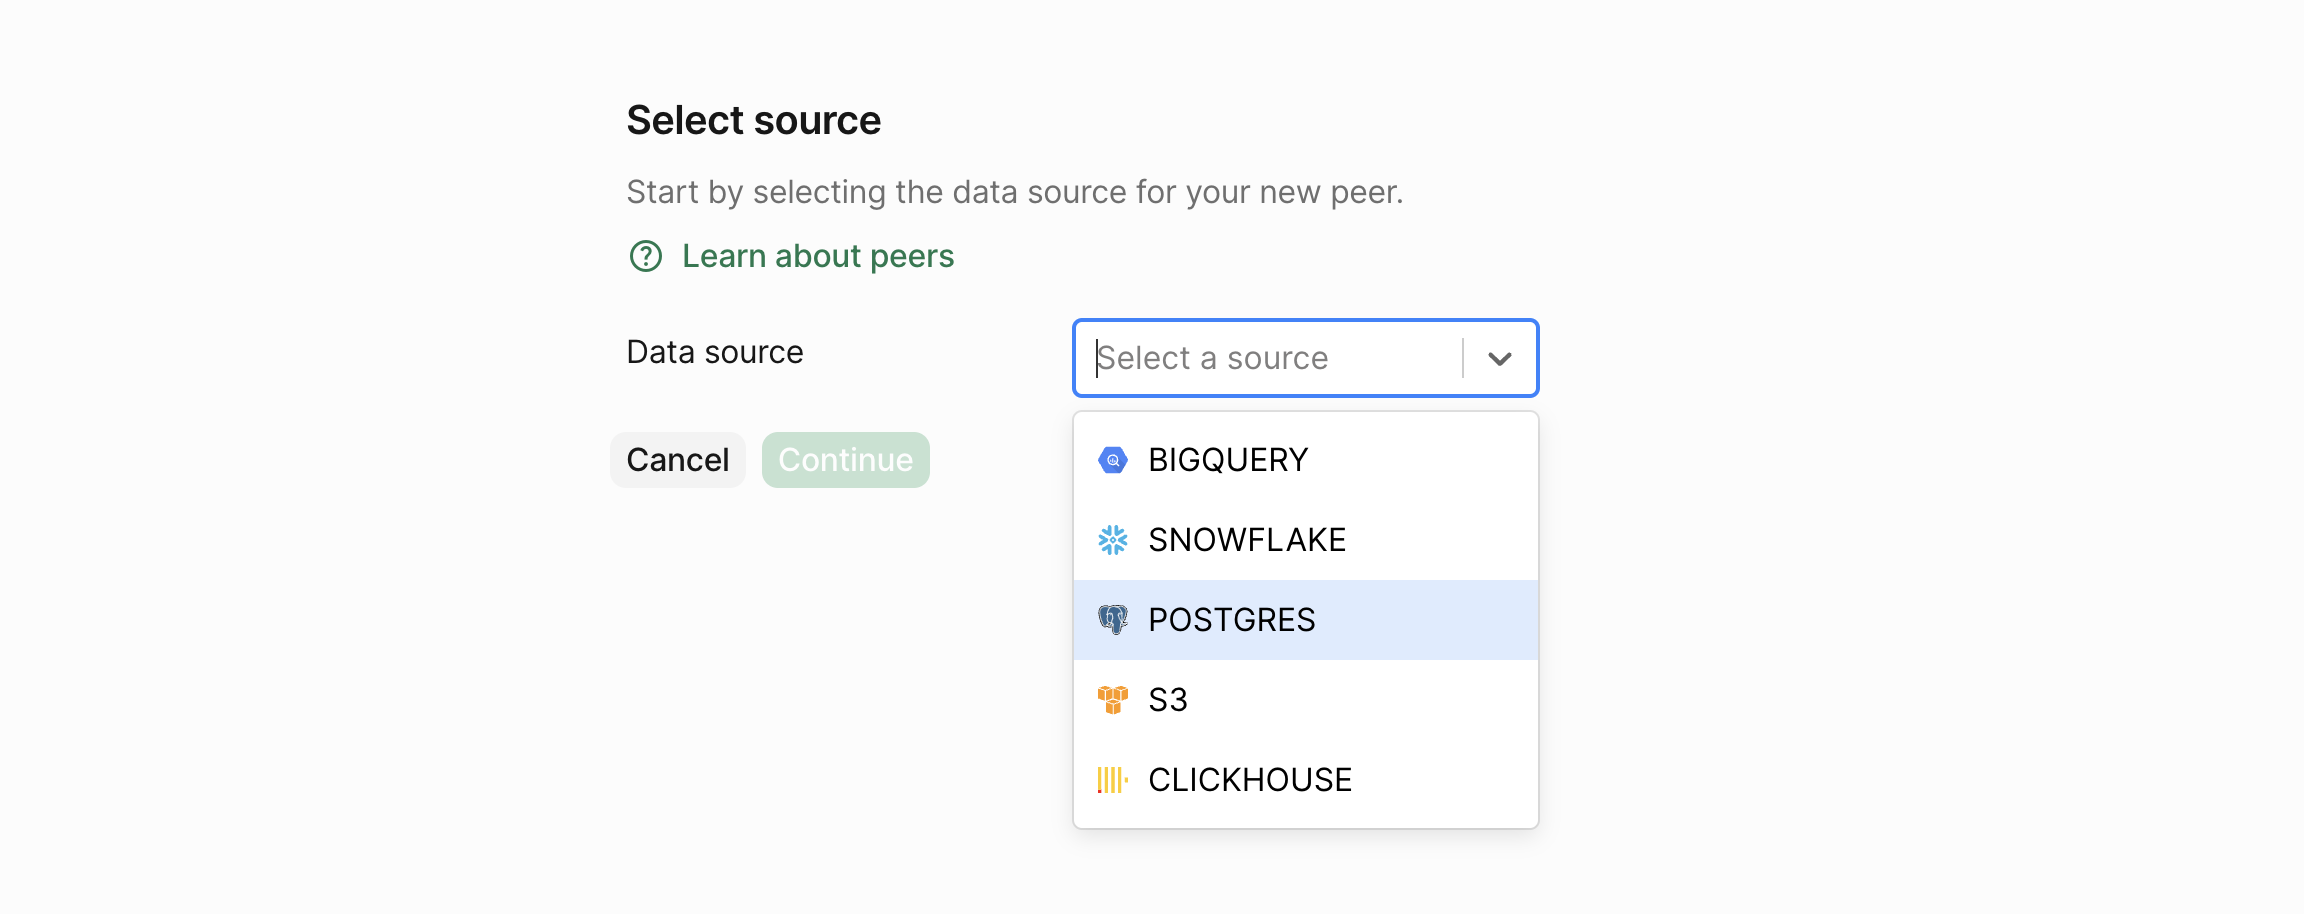 Select source
Start by selecting the data source for your new peer.
Learn about peers
Data source
Select a source
Cancel
Continue
BIGQUERY
SNOWFLAKE
POSTGRES
S3
CLICKHOUSE